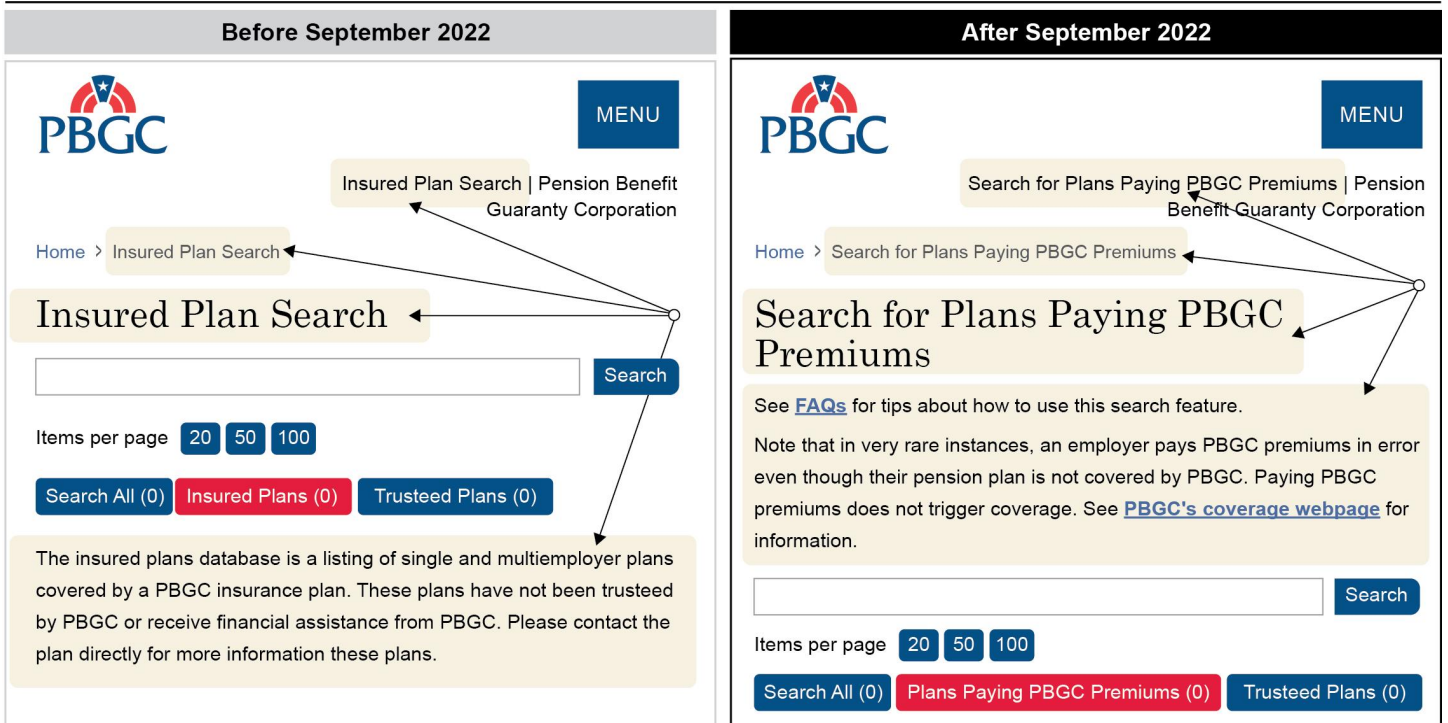 Before September 2022
PBGC
MENU
Insured Plan Search | Pension Benefit
Guaranty Corporation
Home > Insured Plan Search
Insured Plan Search
Search
Items per page 20 50 100
Search All (0) Insured Plans (0) Trusteed Plans (0)
The insured plans database is a listing of single and multiemployer plans
covered by a PBGC insurance plan. These plans have not been trusteed
by PBGC or receive financial assistance from PBGC. Please contact the
plan directly for more information these plans.
After September 2022
PBGC
MENU
Search for Plans Paying PBGC Premiums | Pension
Benefit Guaranty Corporation
Home > Search for Plans Paying PBGC Premiums
Search for Plans Paying PBGC
Premiums
See FAQs for tips about how to use this search feature.
Note that in very rare instances, an employer pays PBGC premiums in error
even though their pension plan is not covered by PBGC. Paying PBGC
premiums does not trigger coverage. See PBGC's coverage webpage for
information.
Search
Items per page 20 50 100
Search All (0) Plans Paying PBGC Premiums (0) Trusteed Plans (0)